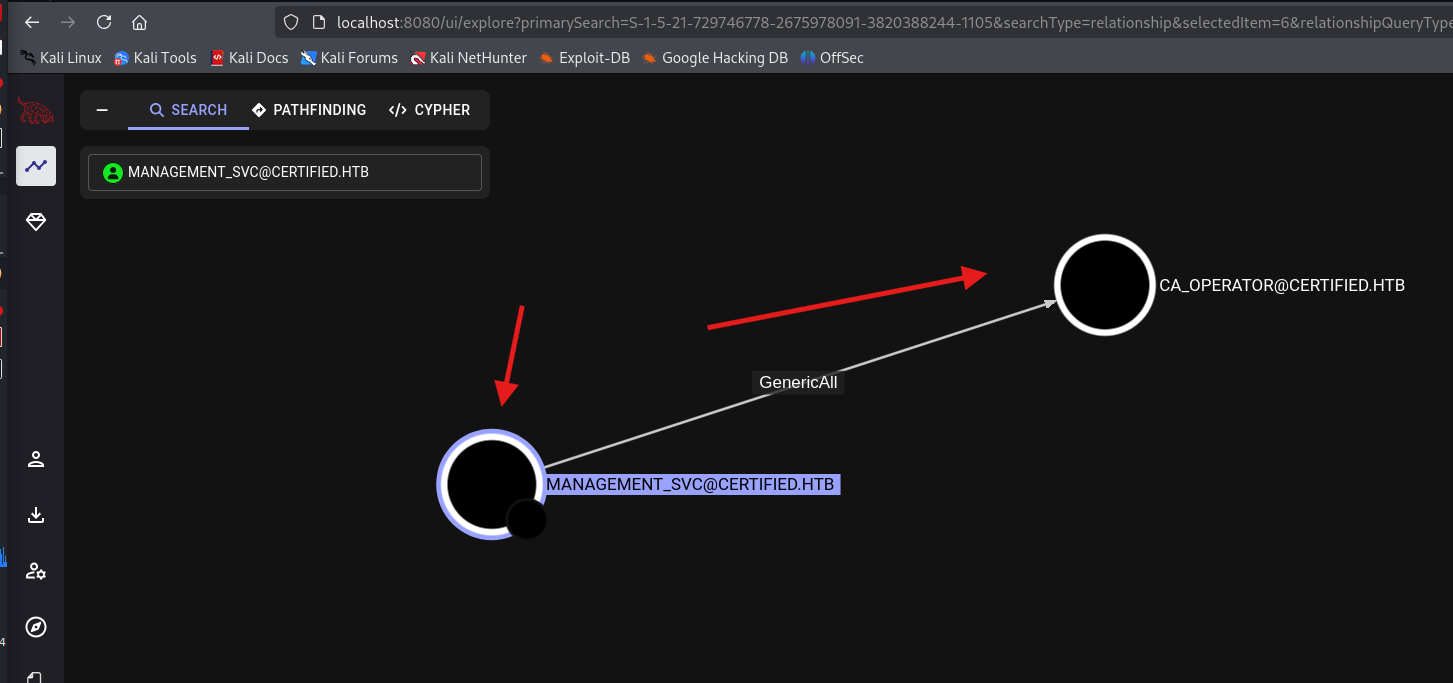 localhost:8080/ui/explore?primarySearch=S-1-5-21-729746778-2675978091-3820388244-1105&searchType=relationship&selectedItem=6&relationshipQueryType
Kali Linux Kali Tools Kali Docs Kali Forums Kali NetHunter Exploit-DB Google Hacking DB OffSec
SEARCH PATHFINDING </> CYPHER
MANAGEMENT_SVC@CERTIFIED.HTB
CA_OPERATOR@CERTIFIED.HTB
GenericAll
MANAGEMENT_SVC@CERTIFIED.HTB
4